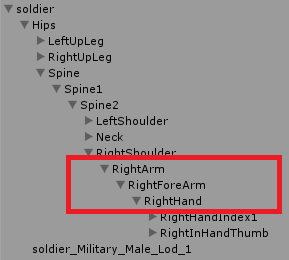 soldier
Hips
LeftUpLeg
RightUpLeg
Spine
Spine1
Spine2
LeftShoulder
Neck
RightShoulder
RightArm
RightForeArm
RightHand
RightHandIndex1
RightInHandThumb
soldier_Military_Male_Lod_1